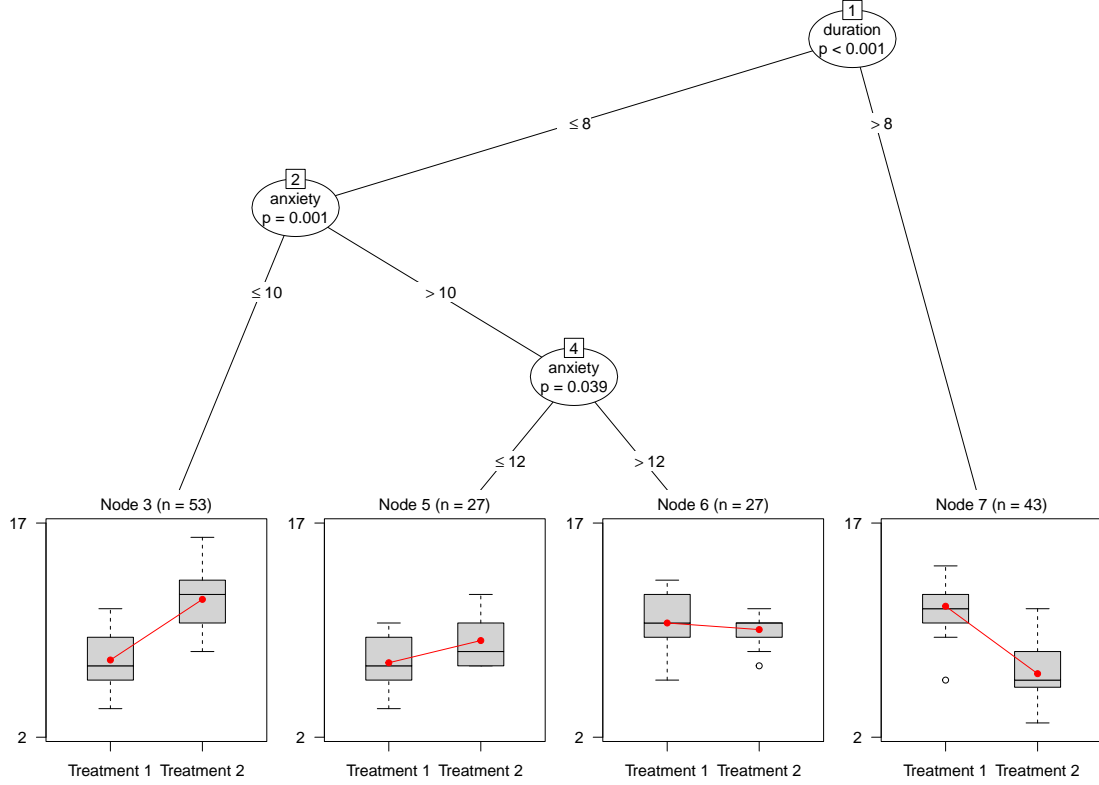 1
duration
p < 0.001
≤ 8
> 8
2
anxiety
p = 0.001
≤ 10
> 10
4
anxiety
p = 0.039
≤ 12
> 12
Node 3 (n = 53)
17
2
Treatment 1 Treatment 2
Node 5 (n = 27)
17
2
Treatment 1 Treatment 2
Node 6 (n = 27)
17
2
Treatment 1 Treatment 2
Node 7 (n = 43)
17
2
Treatment 1 Treatment 2